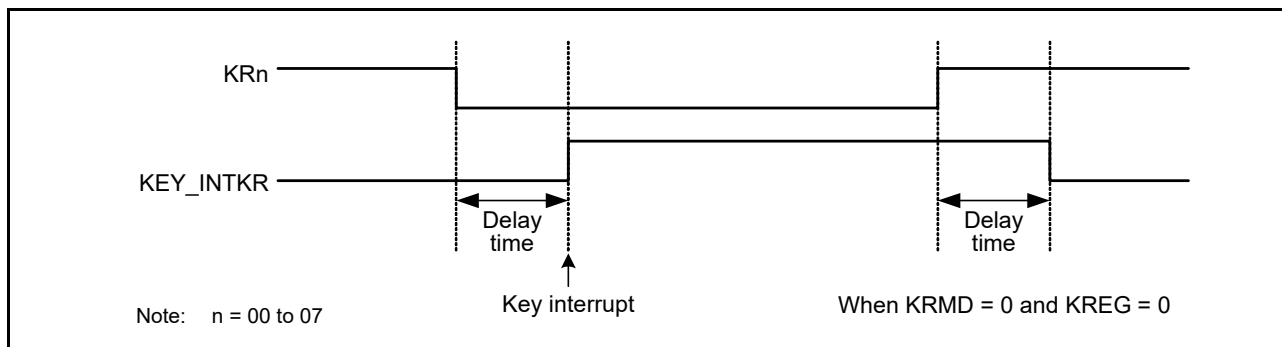 KRn
KEY_INTKR
Delay
time
Delay
time
Key interrupt
When KRMD = 0 and KREG = 0
Note: n = 00 to 07